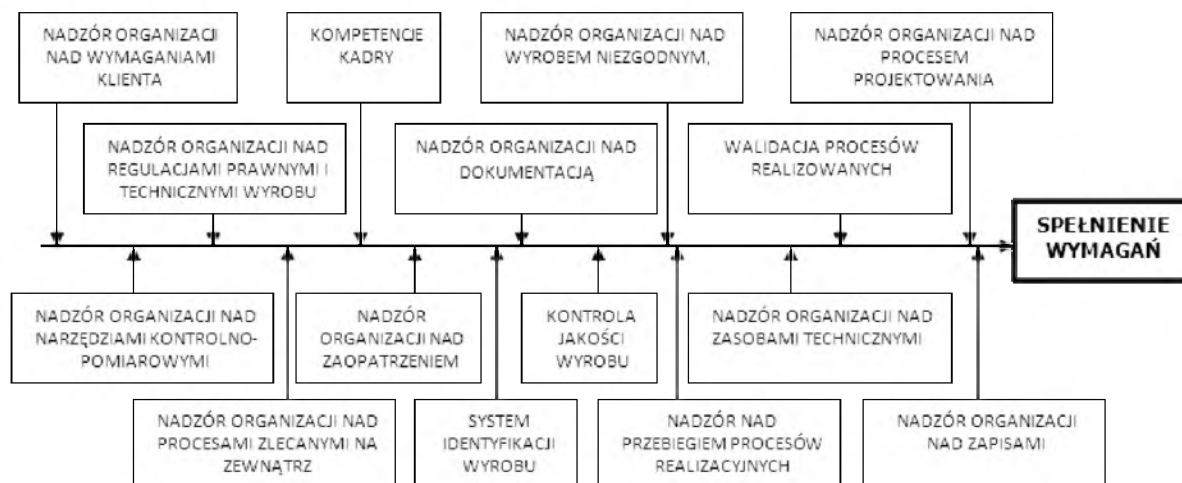 NADZÓR ORGANIZACJI
NAD WYMAGANIAMI
KLIENTA
KOMPETENCJE
KADRY
NADZÓR ORGANIZACJI NAD
WYROBEM NIEZGODNYM,
NADZÓR ORGANIZACJI NAD
PROCESEM
PROJEKTOWANIA
NADZÓR ORGANIZACJI NAD
REGULACJAMI PRAWNYMI I
TECHNICZNYMI WYROBU
NADZÓR ORGANIZACJI NAD
DOKUMENTACJĄ
WALIDACJA PROCESÓW
REALIZOWANYCH
SPEŁNIENIE
WYMAGAŃ
NADZÓR ORGANIZACJI NAD
NARZĘDZIAMI KONTROLNO-
POMIAROWYMI
NADZÓR
ORGANIZACJI NAD
ZAOPATRZENIEM
KONTROLA
JAKOŚCI
WYROBU
NADZÓR ORGANIZACJI NAD
ZASOBAMI TECHNICZNYMI
NADZÓR ORGANIZACJI NAD
PROCESAMI ZLECANYMI NA
ZEWNĄTRZ
SYSTEM
IDENTYFIKACJI
WYROBU
NADZÓR NAD
PRZEBIEGIEM PROCESÓW
REALIZACYJNYCH
NADZÓR ORGANIZACJI
NAD ZAPISAMI